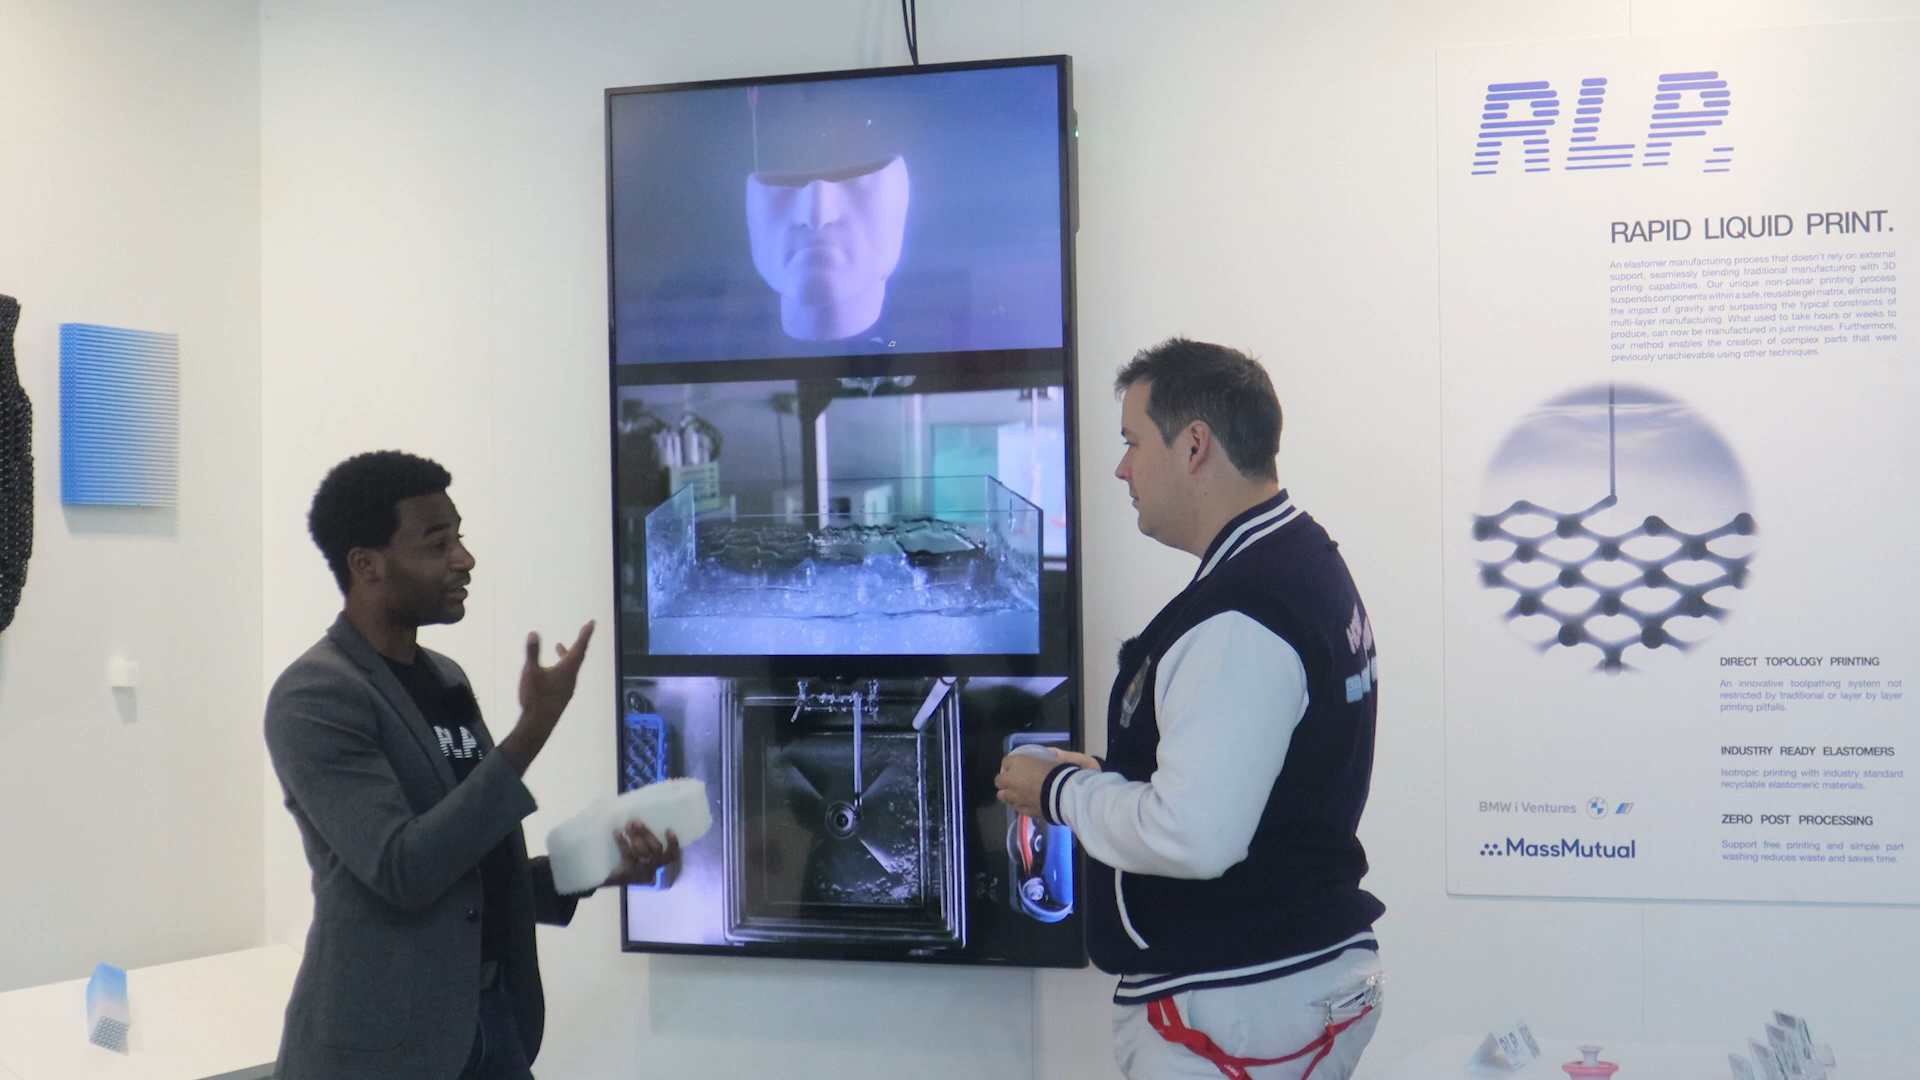 RLP.
RAPID LIQUID PRINT.
An elastomer manufacturing process that doesn't rely on external
support, seamlessly blending traditional manufacturing with 3D
printing capabilities. Our unique non-planar printing process
suspends components within a safe, reusable gel matrix, eliminating
the impact of gravity and surpassing the typical constraints of
multi-layer manufacturing. What used to take hours or weeks to
produce, can now be manufactured in just minutes. Furthermore,
our method enables the creation of complex parts that were
previously unachievable using other techniques.
DIRECT TOPOLOGY PRINTING
An innovative toolpathing system not
restricted by traditional or layer by layer
printing pitfalls.
INDUSTRY READY ELASTOMERS
Isotropic printing with industry standard
recyclable elastomeric materials.
ZERO POST PROCESSING
Support free printing and simple part
washing reduces waste and saves time.
BMW i Ventures
MassMutual
RLP.
RLP.